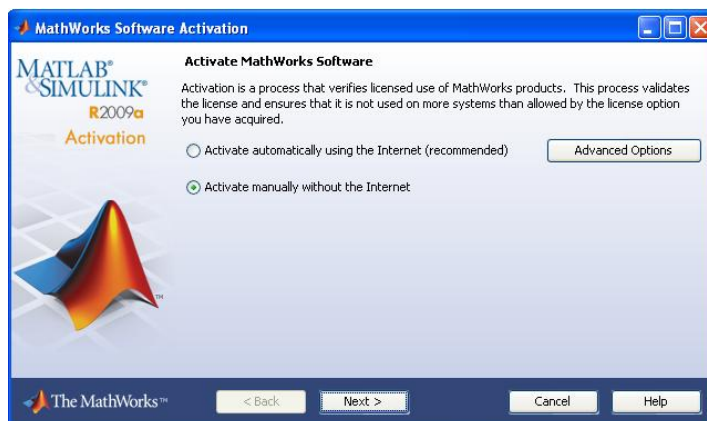 MathWorks Software Activation
MATLAB®
&SIMULINK®
R2009a
Activation
Activate MathWorks Software
Activation is a process that verifies licensed use of MathWorks products. This process validates
the license and ensures that it is not used on more systems than allowed by the license option
you have acquired.
Activate automatically using the Internet (recommended)
Advanced Options
Activate manually without the Internet
TM
The MathWorks™
< Back
Next >
Cancel
Help